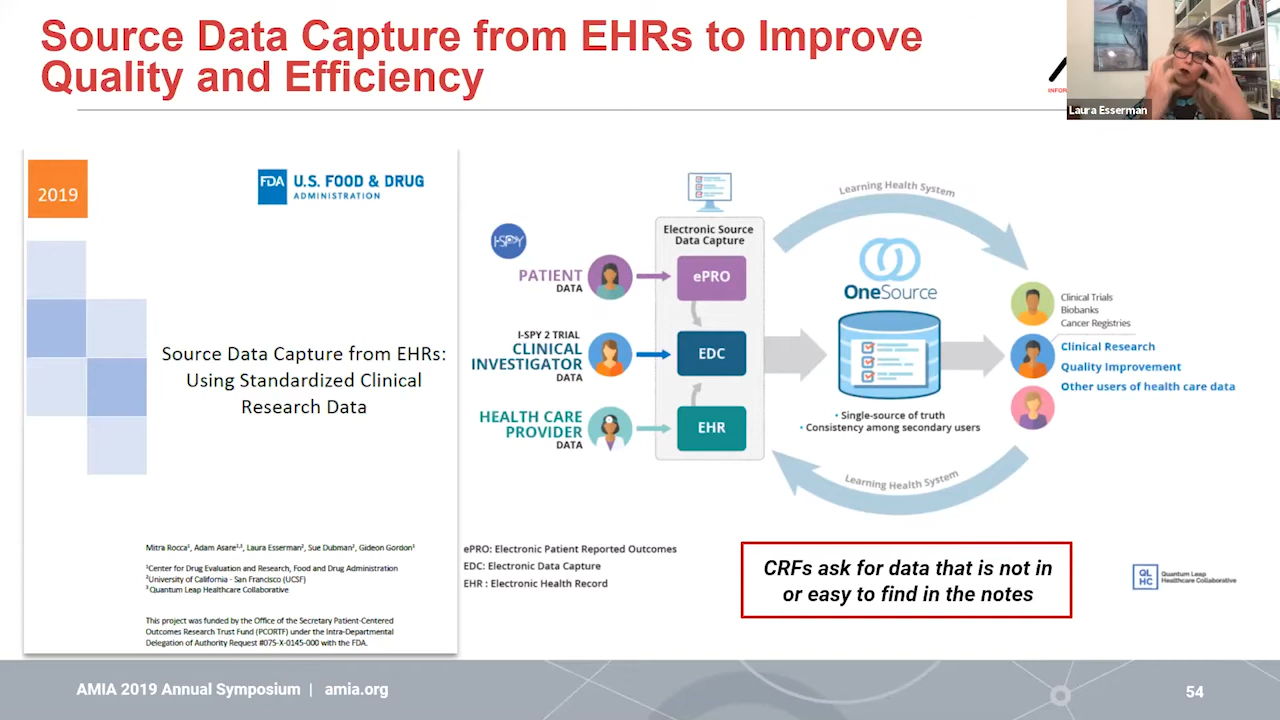 Source Data Capture from EHRs to Improve
Quality and Efficiency
Laura Esserman
2019
FDA U.S. FOOD & DRUG
ADMINISTRATION
Source Data Capture from EHRs:
Using Standardized Clinical
Research Data
Mitra Rocca¹, Adam Asare²,³, Laura Esserman², Sue Dubman², Gideon Gordon¹
¹Center for Drug Evaluation and Research, Food and Drug Administration
²University of California - San Francisco (UCSF)
³ Quantum Leap Healthcare Collaborative
This project was funded by the Office of the Secretary Patient-Centered
Outcomes Research Trust Fund (PCORTF) under the Intra-Departmental
Delegation of Authority Request #075-X-0145-000 with the FDA.
I-SPY
PATIENT
DATA
I-SPY 2 TRIAL
CLINICAL
INVESTIGATOR
DATA
HEALTH CARE
PROVIDER
DATA
Electronic Source
Data Capture
ePRO
EDC
EHR
Learning Health System
OneSource
• Single-source of truth
• Consistency among secondary users
Learning Health System
Clinical Trials
Biobanks
Cancer Registries
Clinical Research
Quality Improvement
Other users of health care data
ePRO: Electronic Patient Reported Outcomes
EDC: Electronic Data Capture
EHR : Electronic Health Record
CRFs ask for data that is not in
or easy to find in the notes
QL
HC
Quantum Leap
Healthcare Collaborative
AMIA 2019 Annual Symposium | amia.org
54